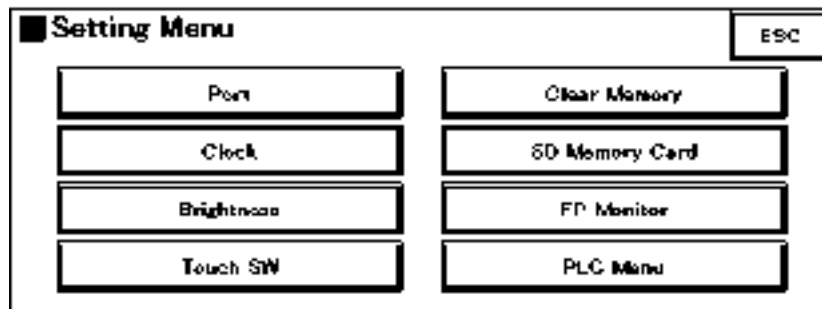 ■Setting Menu
ESC
Port
Clear Memory
Clock
SD Memory Card
Brightness
FP Monitor
Touch SW
PLC Menu